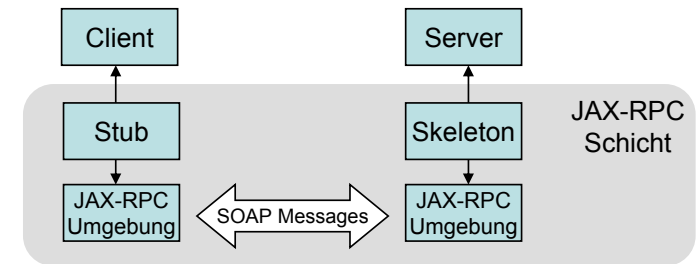 Client
Server
Stub
Skeleton
JAX-RPC
Schicht
JAX-RPC
Umgebung
SOAP Messages
JAX-RPC
Umgebung